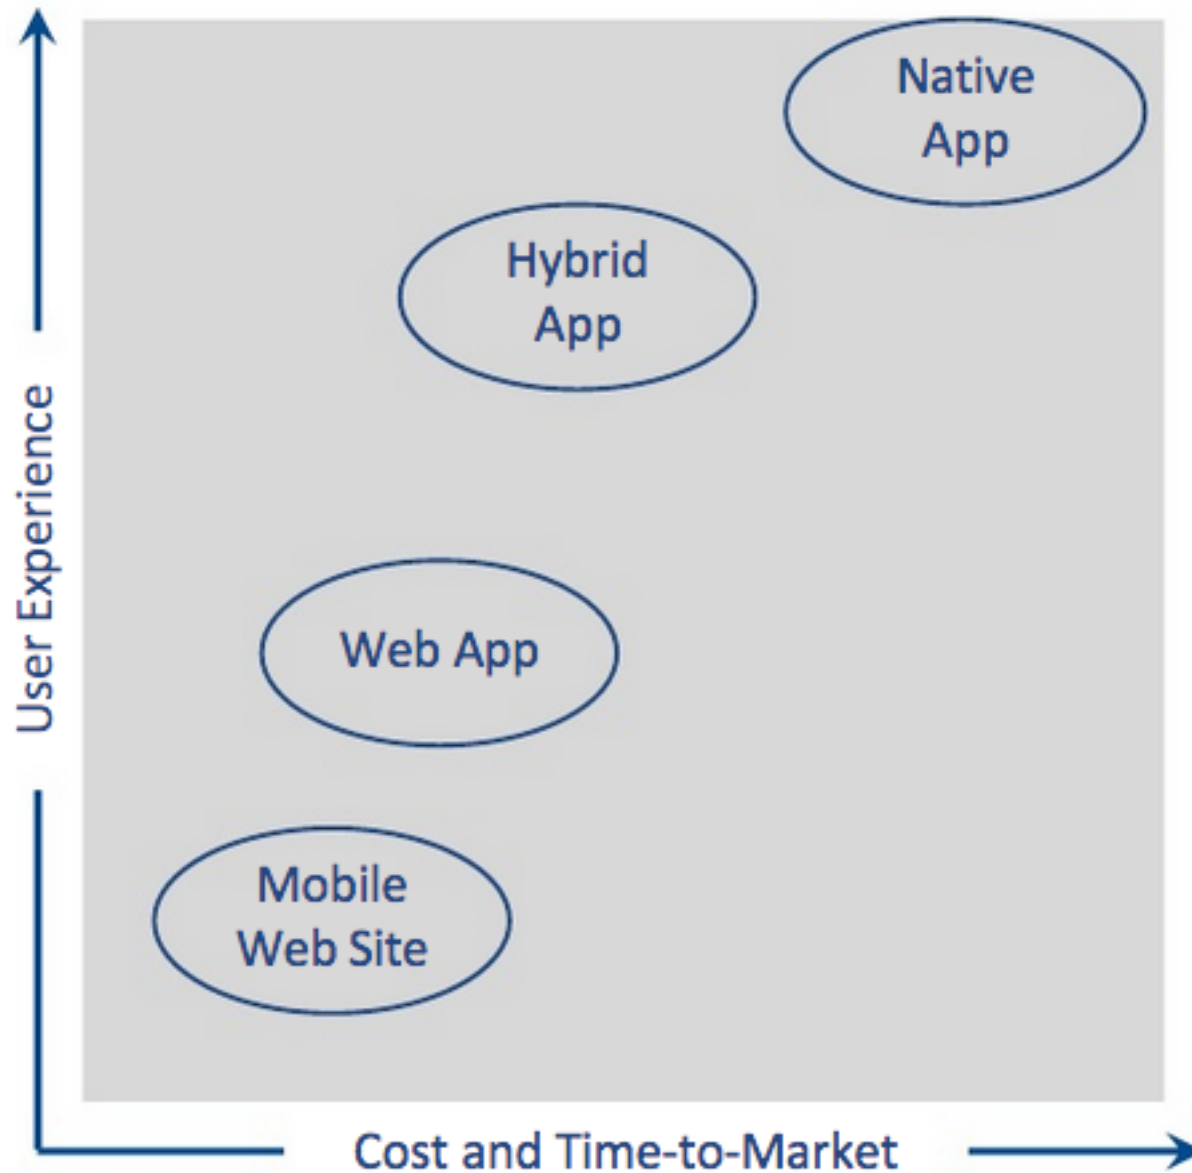 Native
App
Hybrid
App
User Experience
Web App
Mobile
Web Site
Cost and Time-to-Market